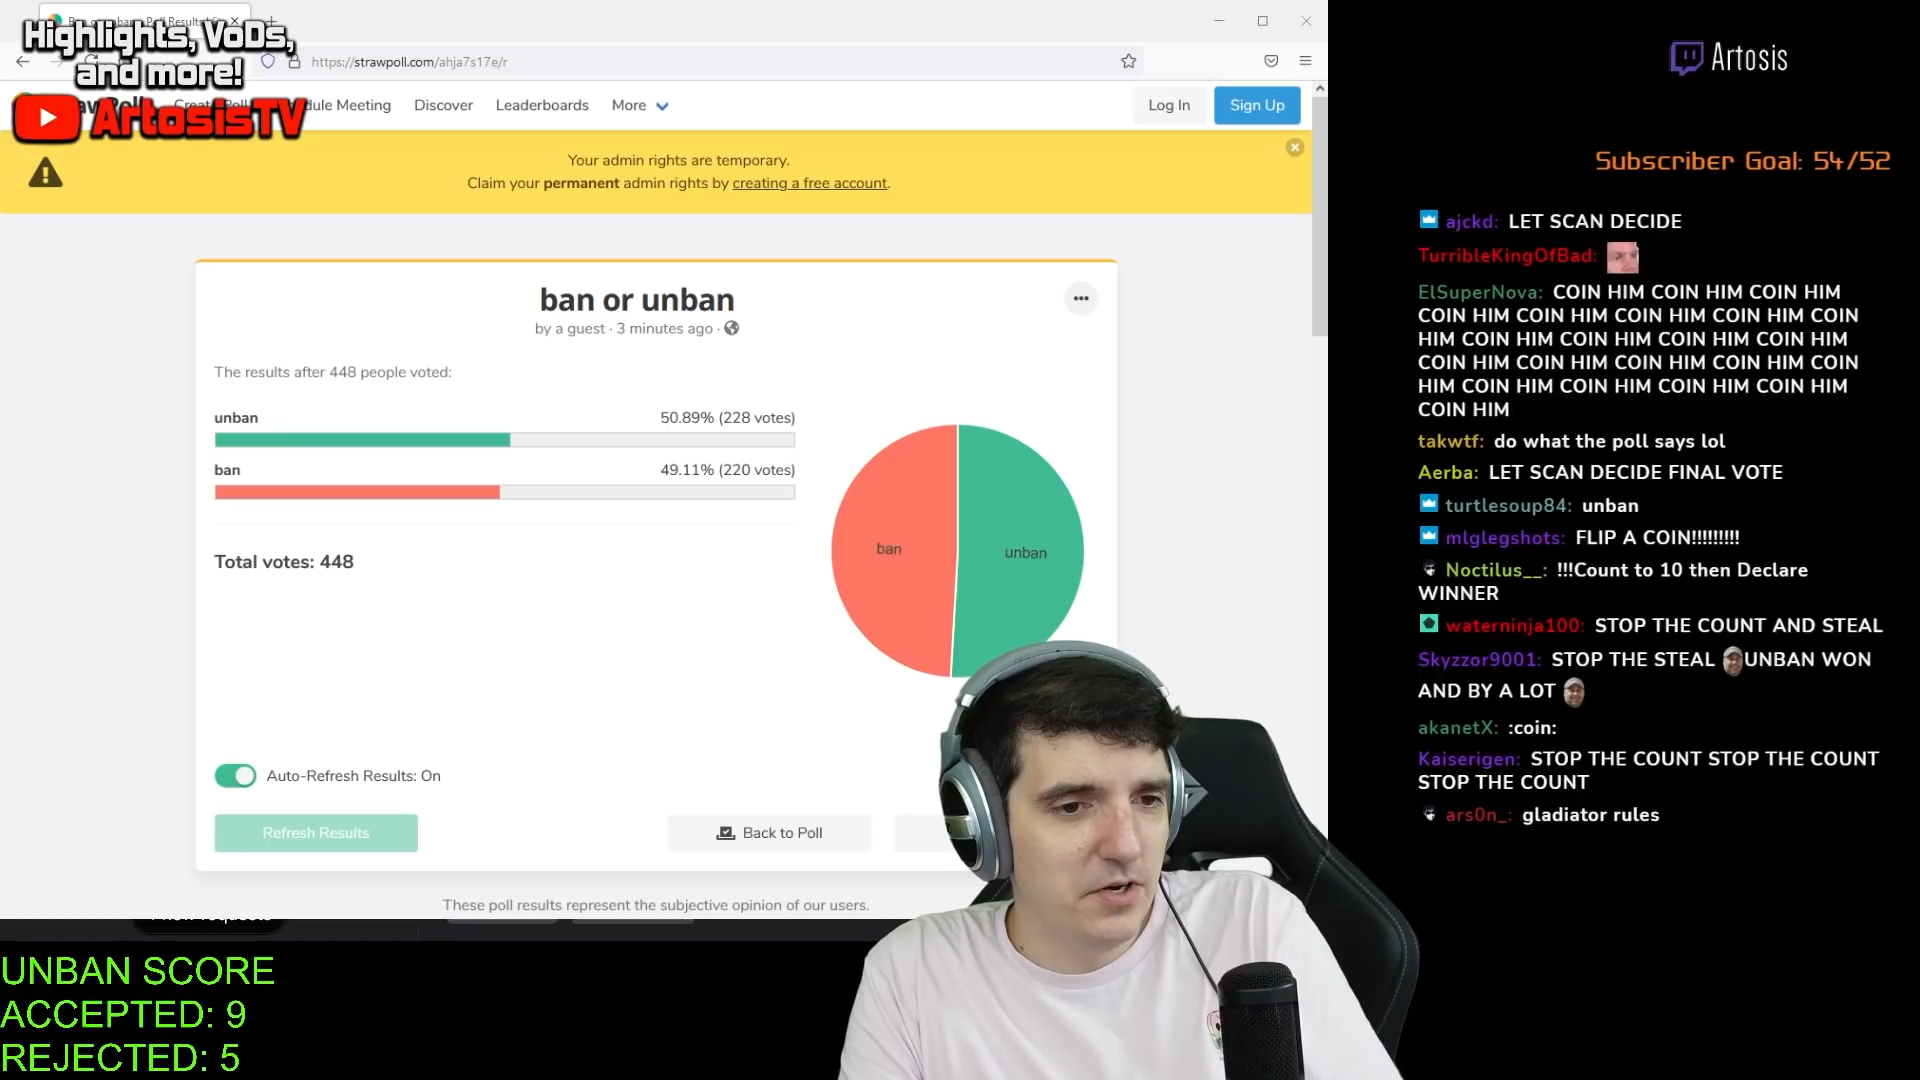 Highlights, VoDs,
and more!
ArtosisTV
https://strawpoll.com/ahja7s17e/r
Meeting
Discover
Leaderboards
More
Log In
Sign Up
Your admin rights are temporary.
Claim your permanent admin rights by creating a free account.
ban or unban
by a guest · 3 minutes ago ·
The results after 448 people voted:
unban
50.89% (228 votes)
ban
49.11% (220 votes)
Total votes: 448
ban
unban
Auto-Refresh Results: On
Refresh Results
Back to Poll
These poll results represent the subjective opinion of our users.
UNBAN SCORE
ACCEPTED: 9
REJECTED: 5
Artosis
Subscriber Goal: 54/52
ajckd: LET SCAN DECIDE
TurribleKingOfBad:
ElSuperNova: COIN HIM COIN HIM COIN HIM
COIN HIM COIN HIM COIN HIM COIN HIM COIN
HIM COIN HIM COIN HIM COIN HIM COIN HIM
COIN HIM COIN HIM COIN HIM COIN HIM COIN
HIM COIN HIM COIN HIM COIN HIM COIN HIM
COIN HIM
takwtf: do what the poll says lol
Aerba: LET SCAN DECIDE FINAL VOTE
turtlesoup84: unban
mlglegshots: FLIP A COIN!!!!!!!!!
Noctilus__: !!!Count to 10 then Declare
WINNER
waterninja100: STOP THE COUNT AND STEAL
Skyzzor9001: STOP THE STEAL UNBAN WON
AND BY A LOT
akanetX: :coin:
Kaiserigen: STOP THE COUNT STOP THE COUNT
STOP THE COUNT
ars0n_: gladiator rules